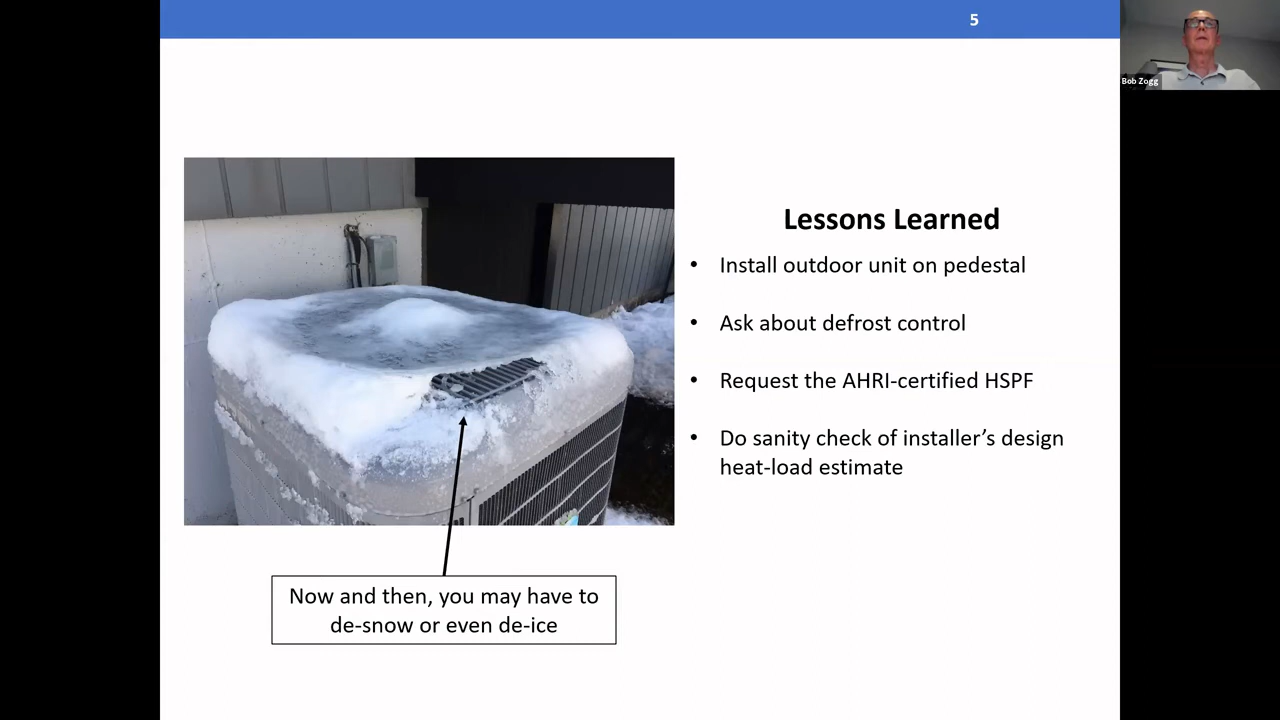 5
Bob Zogg
Lessons Learned
• Install outdoor unit on pedestal
• Ask about defrost control
• Request the AHRI-certified HSPF
• Do sanity check of installer’s design
heat-load estimate
Now and then, you may have to
de-snow or even de-ice